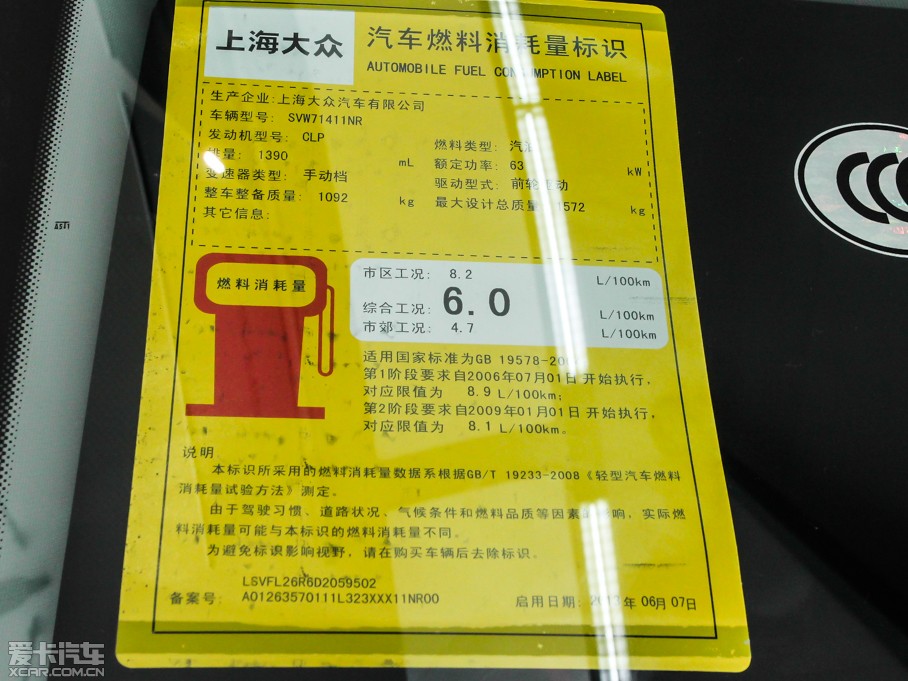 上海大众
汽车燃料消耗量标识
AUTOMOBILE FUEL CONSUMPTION LABEL
生产企业:上海大众汽车有限公司
车辆型号: SVW71411NR
发动机型号: CLP
燃料类型: 汽油
排量: 1390 mL
额定功率: 63 kW
变速器类型: 手动档
驱动型式: 前轮驱动
整车整备质量: 1092 kg
最大设计总质量: 1572 kg
其它信息:
燃料消耗量
市区工况: 8.2 L/100km
综合工况: 6.0 L/100km
市郊工况: 4.7 L/100km
适用国家标准为GB 19578-
第1阶段要求自2006年07月01日 开始执行,
对应限值为 8.9 L/100km;
第2阶段要求自2009年01月01日 开始执行,
对应限值为 8.1 L/100km。
说明
本标识所采用的燃料消耗量数据系根据GB/T 19233-2008《轻型汽车燃料
消耗量试验方法》测定。
由于驾驶习惯、道路状况、气候条件和燃料品质等因素的影响,实际燃
料消耗量可能与本标识的燃料消耗量不同。
为避免标识影响视野,请在购买车辆后去除标识。
LSVFL26R6D2059502
备案号: A01263570111L323XXX11NR00
启用日期: 年 06月 07日
CCC
AS11
爱卡汽车
XCAR.COM.CN